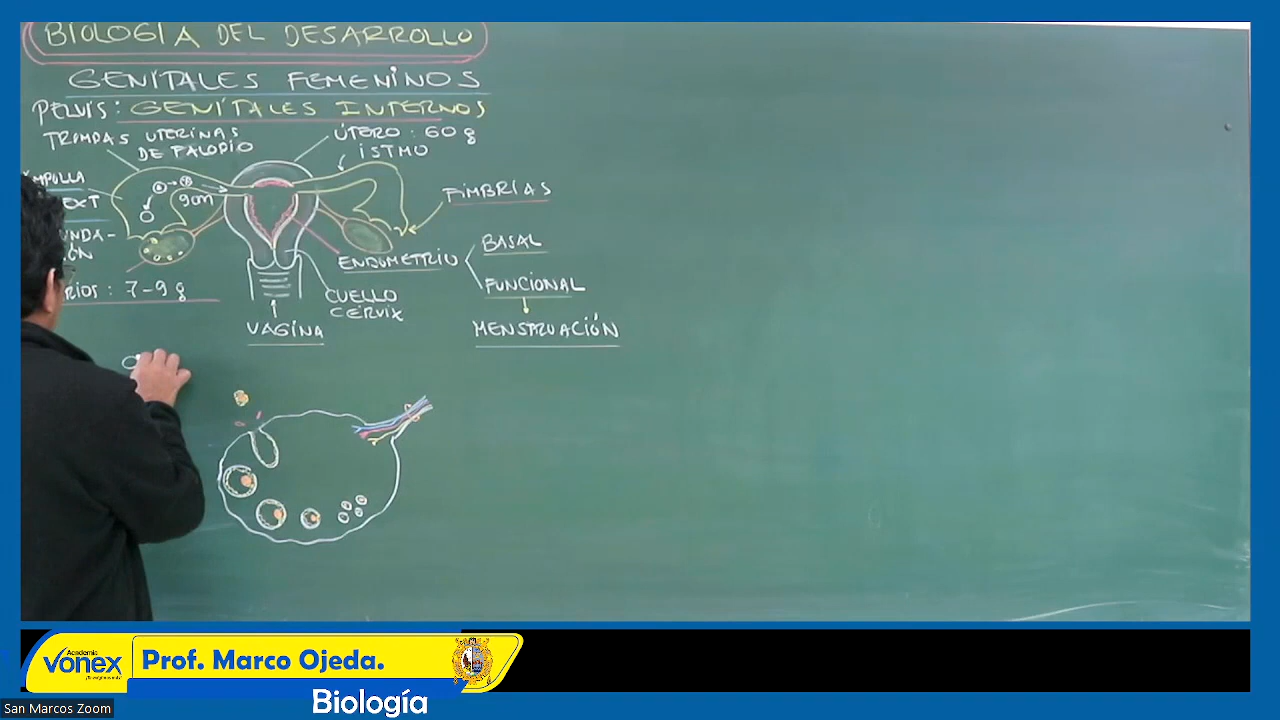 BIOLOGÍA DEL DESARROLLO
GENITALES FEMENINOS
PELVIS: GENITALES INTERNOS
TROMPAS UTERINAS
DE FALOPIO
ÚTERO : 60 g
ISTMO
9cm
FIMBRIAS
BASAL
ENDOMETRIO
FUNCIONAL
: 7-9 g
CUELLO
CERVIX
VAGINA
MENSTRUACIÓN
Academia
vonex
Prof. Marco Ojeda.
Biología
San Marcos Zoom